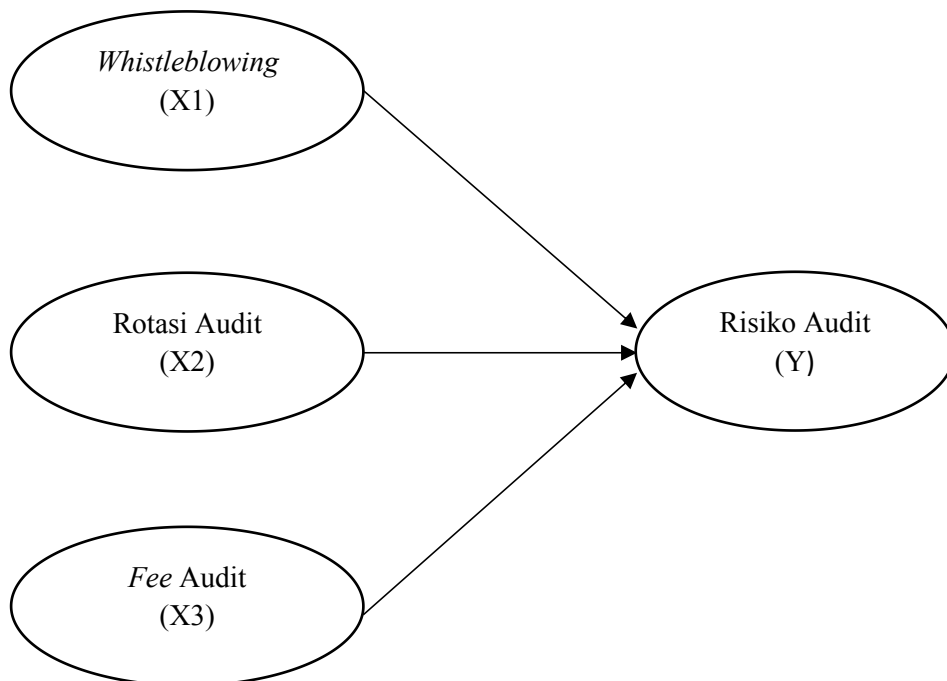 Whistleblowing
(X1)
Rotasi Audit
(X2)
Risiko Audit
(Y)
Fee Audit
(X3)